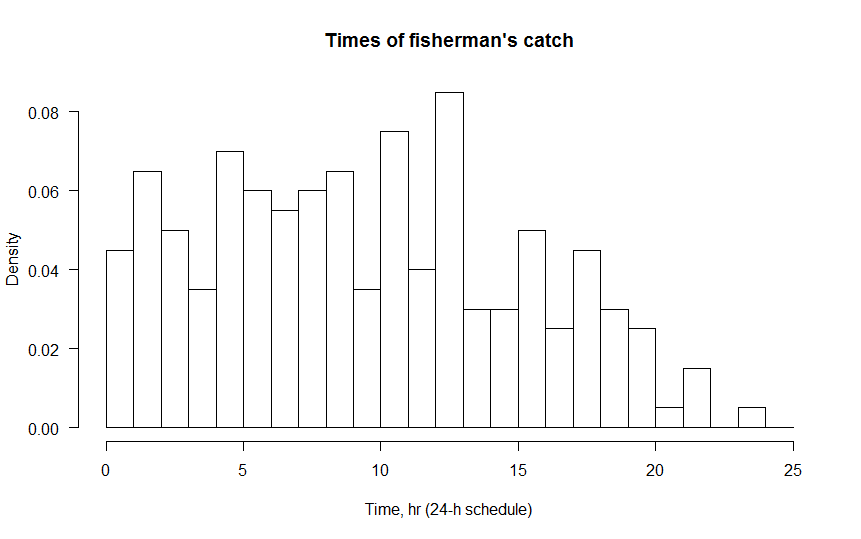 Times of fisherman's catch
0.08
0.06
0.04
0.02
0.00
Density
0 5 10 15 20 25
Time, hr (24-h schedule)